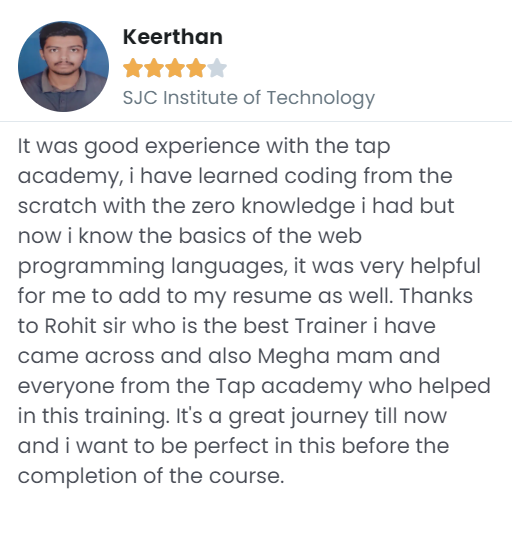 Keerthan
SJC Institute of Technology
It was good experience with the tap
academy, i have learned coding from the
scratch with the zero knowledge i had but
now i know the basics of the web
programming languages, it was very helpful
for me to add to my resume as well. Thanks
to Rohit sir who is the best Trainer i have
came across and also Megha mam and
everyone from the Tap academy who helped
in this training. It's a great journey till now
and i want to be perfect in this before the
completion of the course.